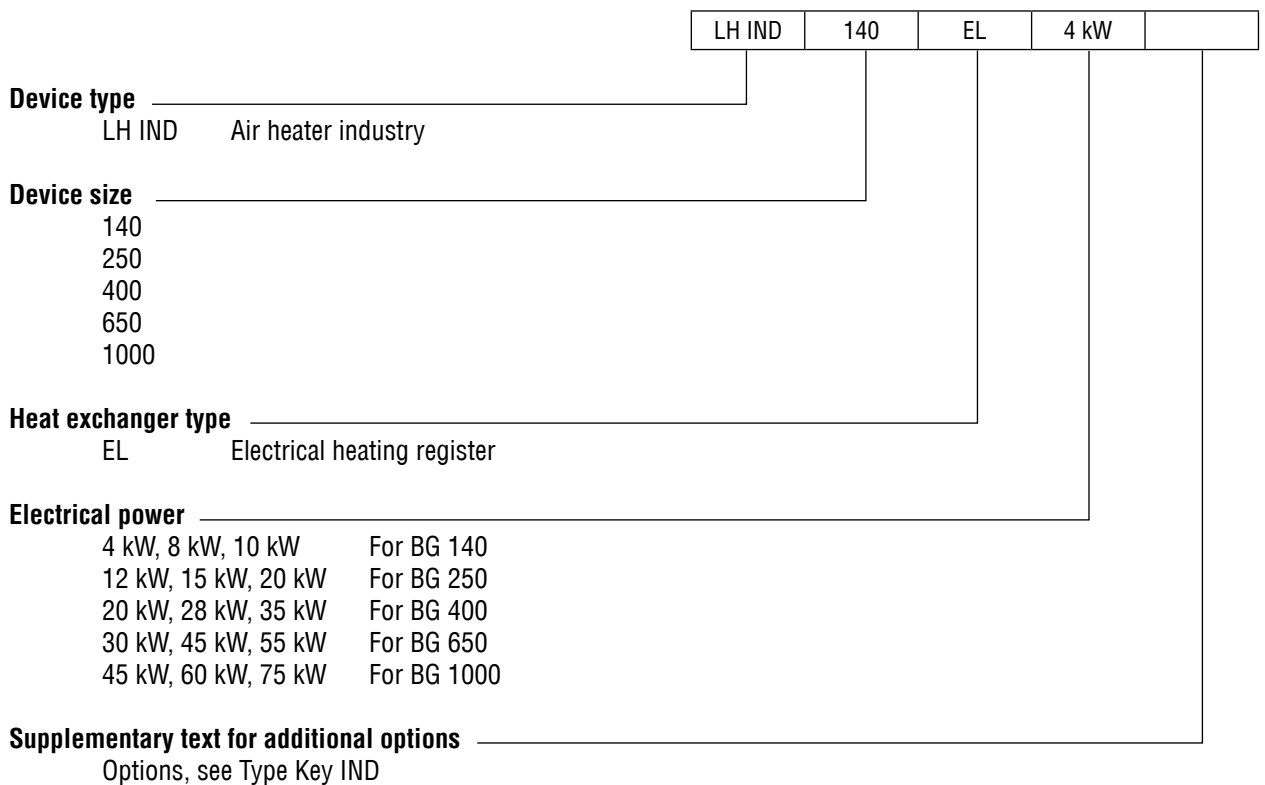 LH IND 140 EL 4 kW
Device type
LH IND Air heater industry
Device size
140
250
400
650
1000
Heat exchanger type
EL Electrical heating register
Electrical power
4 kW, 8 kW, 10 kW For BG 140
12 kW, 15 kW, 20 kW For BG 250
20 kW, 28 kW, 35 kW For BG 400
30 kW, 45 kW, 55 kW For BG 650
45 kW, 60 kW, 75 kW For BG 1000
Supplementary text for additional options
Options, see Type Key IND